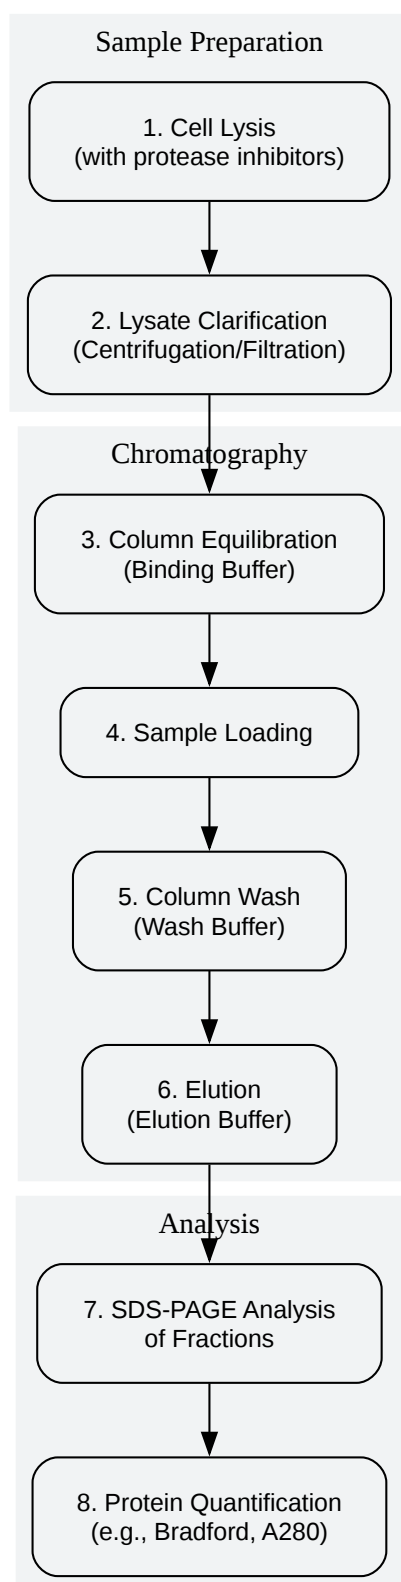 Sample Preparation
1. Cell Lysis
(with protease inhibitors)
2. Lysate Clarification
(Centrifugation/Filtration)
Chromatography
3. Column Equilibration
(Binding Buffer)
4. Sample Loading
5. Column Wash
(Wash Buffer)
6. Elution
(Elution Buffer)
Analysis
7. SDS-PAGE Analysis
of Fractions
8. Protein Quantification
(e.g., Bradford, A280)